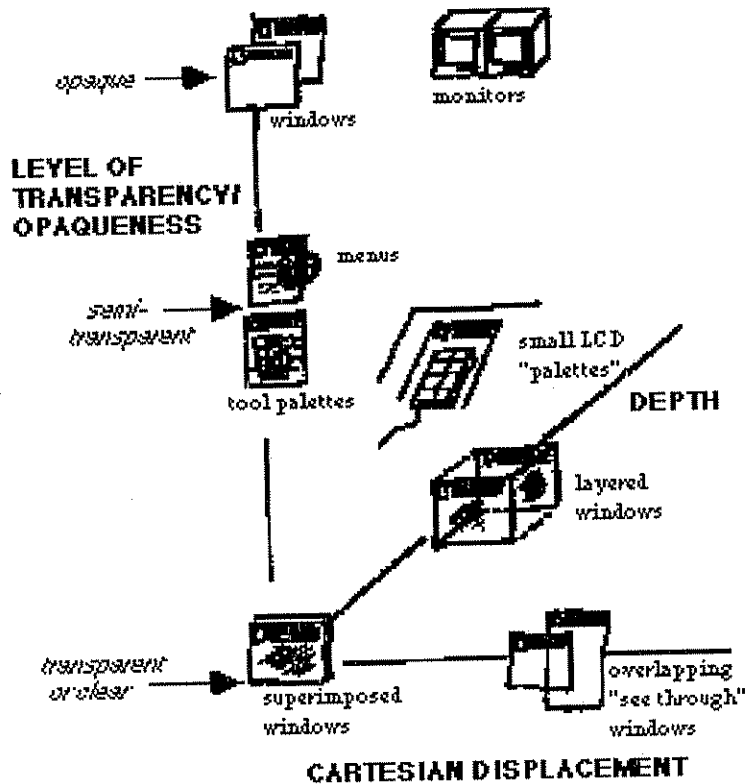 opaque
windows
monitors
LEVEL OF
TRANSPARENCY/
OPAQUENESS
menus
semi-
transparent
tool palettes
small LCD
"palettes"
DEPTH
layered
windows
transparent
or clear
superimposed
windows
overlapping
"see through"
windows
CARTESIAN DISPLACEMENT